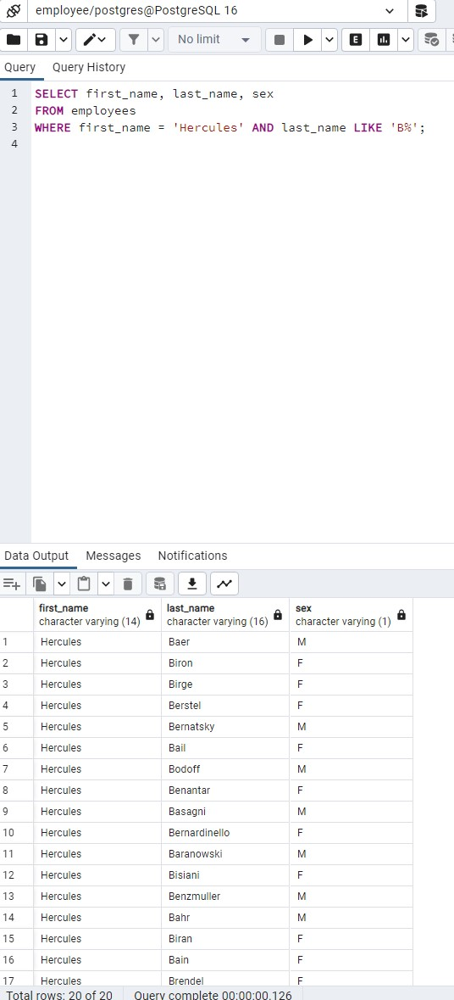 employee/postgres@PostgreSQL 16
No limit
E
Query Query History
1 SELECT first_name, last_name, sex
2 FROM employees
3 WHERE first_name = 'Hercules' AND last_name LIKE 'B%';
4
Data Output Messages Notifications
first_name last_name sex
character varying (14) character varying (16) character varying (1)
1 Hercules Baer M
2 Hercules Biron F
3 Hercules Birge F
4 Hercules Berstel F
5 Hercules Bernatsky M
6 Hercules Bail F
7 Hercules Bodoff M
8 Hercules Benantar F
9 Hercules Basagni M
10 Hercules Bernardinello F
11 Hercules Baranowski M
12 Hercules Bisiani F
13 Hercules Benzmuller M
14 Hercules Bahr M
15 Hercules Biran F
16 Hercules Bain F
17 Hercules Brendel F
Total rows: 20 of 20 Query complete 00:00:00.126